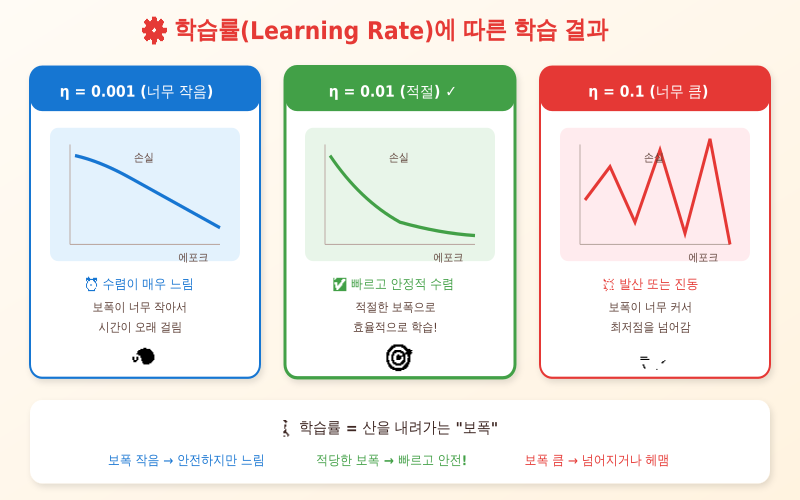 학습률(Learning Rate)에 따른 학습 결과
η = 0.001 (너무 작음)
손실
에포크
수렴이 매우 느림
보폭이 너무 작아서
시간이 오래 걸림
η = 0.01 (적절) ✓
손실
에포크
✅ 빠르고 안정적 수렴
적절한 보폭으로
효율적으로 학습!
η = 0.1 (너무 큼)
손실
에포크
발산 또는 진동
보폭이 너무 커서
최저점을 넘어감
학습률 = 산을 내려가는 "보폭"
보폭 작음 → 안전하지만 느림
적당한 보폭 → 빠르고 안전!
보폭 큼 → 넘어지거나 헤맴